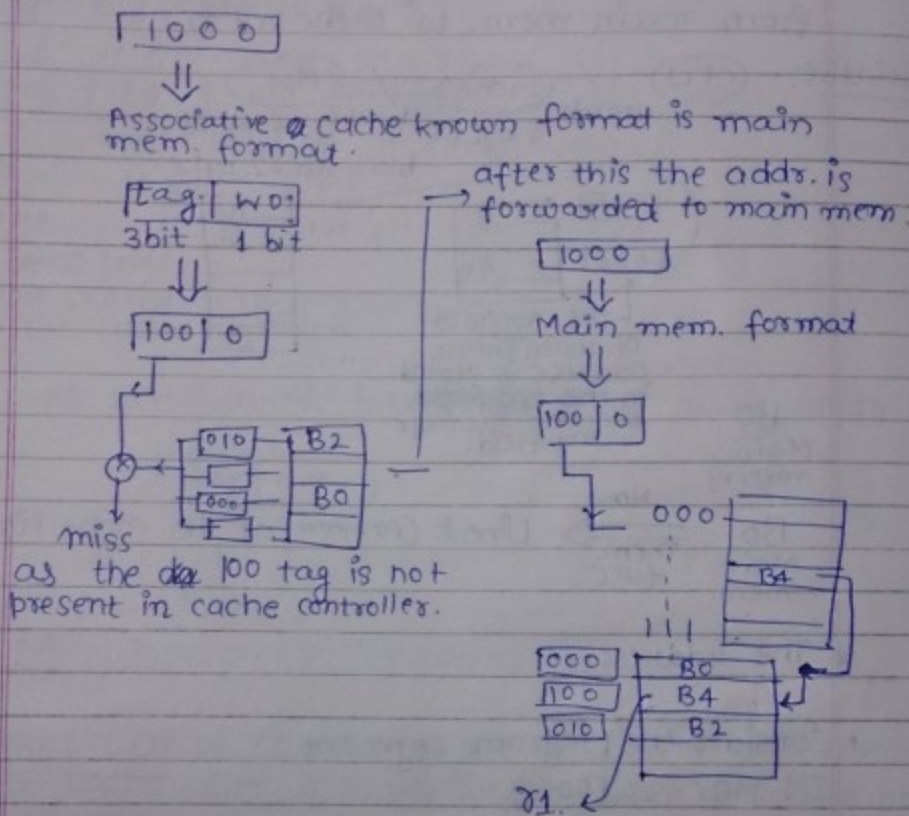 1000
Associative cache known format is main
mem. format.
tag. wo.
3bit 1 bit
100 0
010 B2
000 B0
miss
as the 100 tag is not
present in cache controller.
after this the addr. is
forwarded to main mem
1000
Main mem. format
100 0
000
B4
111
000 B0
100 B4
010 B2
r1.